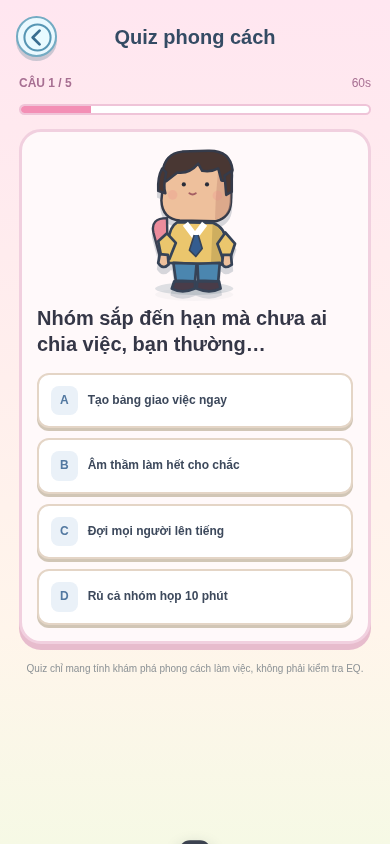 Quiz phong cách
CÂU 1 / 5
60s
Nhóm sắp đến hạn mà chưa ai
chia việc, bạn thường…
A Tạo bảng giao việc ngay
B Âm thầm làm hết cho chắc
C Đợi mọi người lên tiếng
D Rủ cả nhóm họp 10 phút
Quiz chỉ mang tính khám phá phong cách làm việc, không phải kiểm tra EQ.